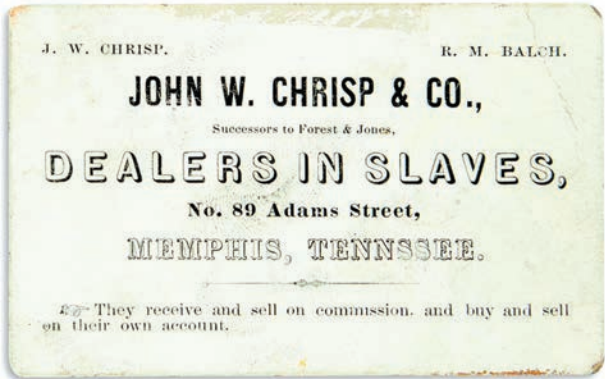 J. W. CHRISP. R. M. BALCH.
JOHN W. CHRISP & CO.,
Successors to Forest & Jones,
DEALERS IN SLAVES,
No. 89 Adams Street,
MEMPHIS, TENNSSEE.
☞ They receive and sell on commission, and buy and sell
on their own account.